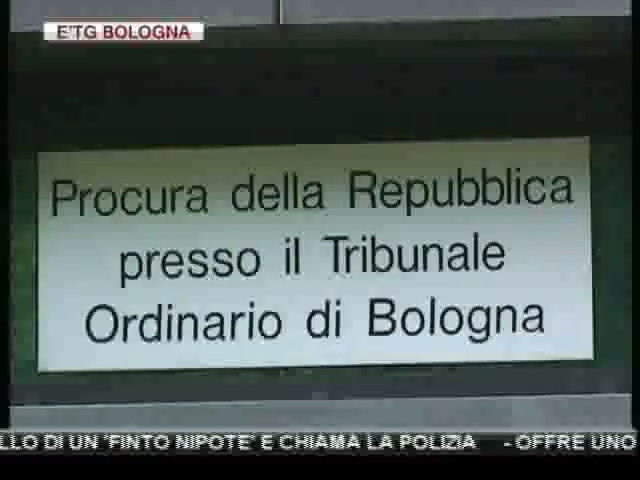 E'TG BOLOGNA
Procura della Repubblica
presso il Tribunale
Ordinario di Bologna
LLO DI UN 'FINTO NIPOTE' E CHIAMA LA POLIZIA - OFFRE UNO